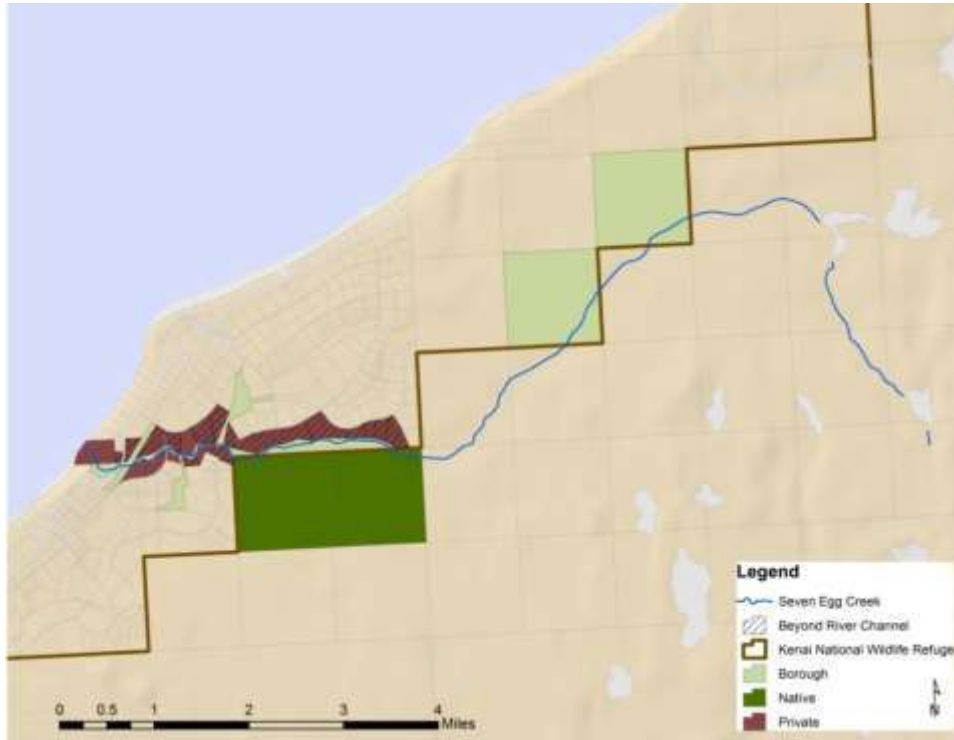 Legend
Seven Egg Creek
Beyond River Channel
Kenai National Wildlife Refuge
Borough
Native
Private
N
0 0.5 1 2 3 4
Miles